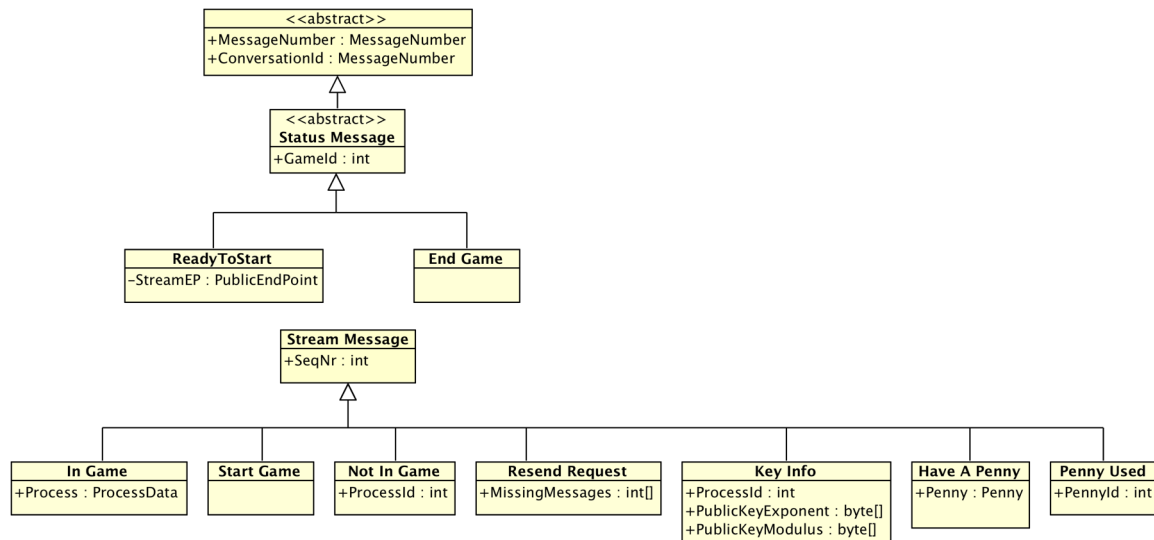 <<abstract>>
+MessageNumber : MessageNumber
+ConversationId : MessageNumber
<<abstract>>
Status Message
+GameId : int
ReadyToStart
-StreamEP : PublicEndPoint
End Game
Stream Message
+SeqNr : int
In Game
+Process : ProcessData
Start Game
Not In Game
+ProcessId : int
Resend Request
+MissingMessages : int[]
Key Info
+ProcessId : int
+PublicKeyExponent : byte[]
+PublicKeyModulus : byte[]
Have A Penny
+Penny : Penny
Penny Used
+PennyId : int